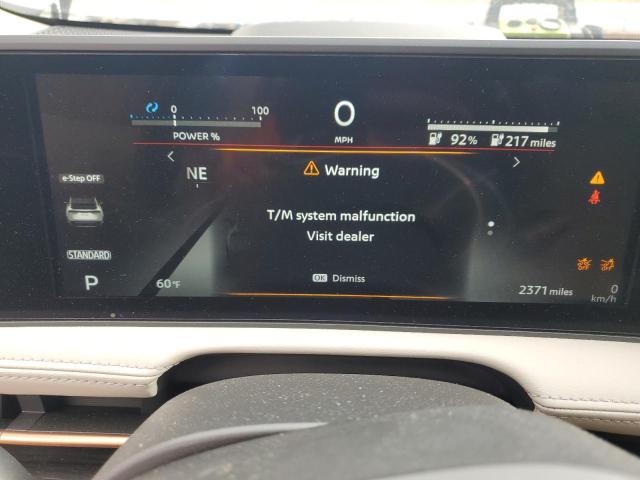 0 100
POWER %
0
MPH
92% 217 miles
NE
Warning
e-Step OFF
T/M system malfunction
Visit dealer
STANDARD
P
60°F
OK Dismiss
2371 miles
0
km/h